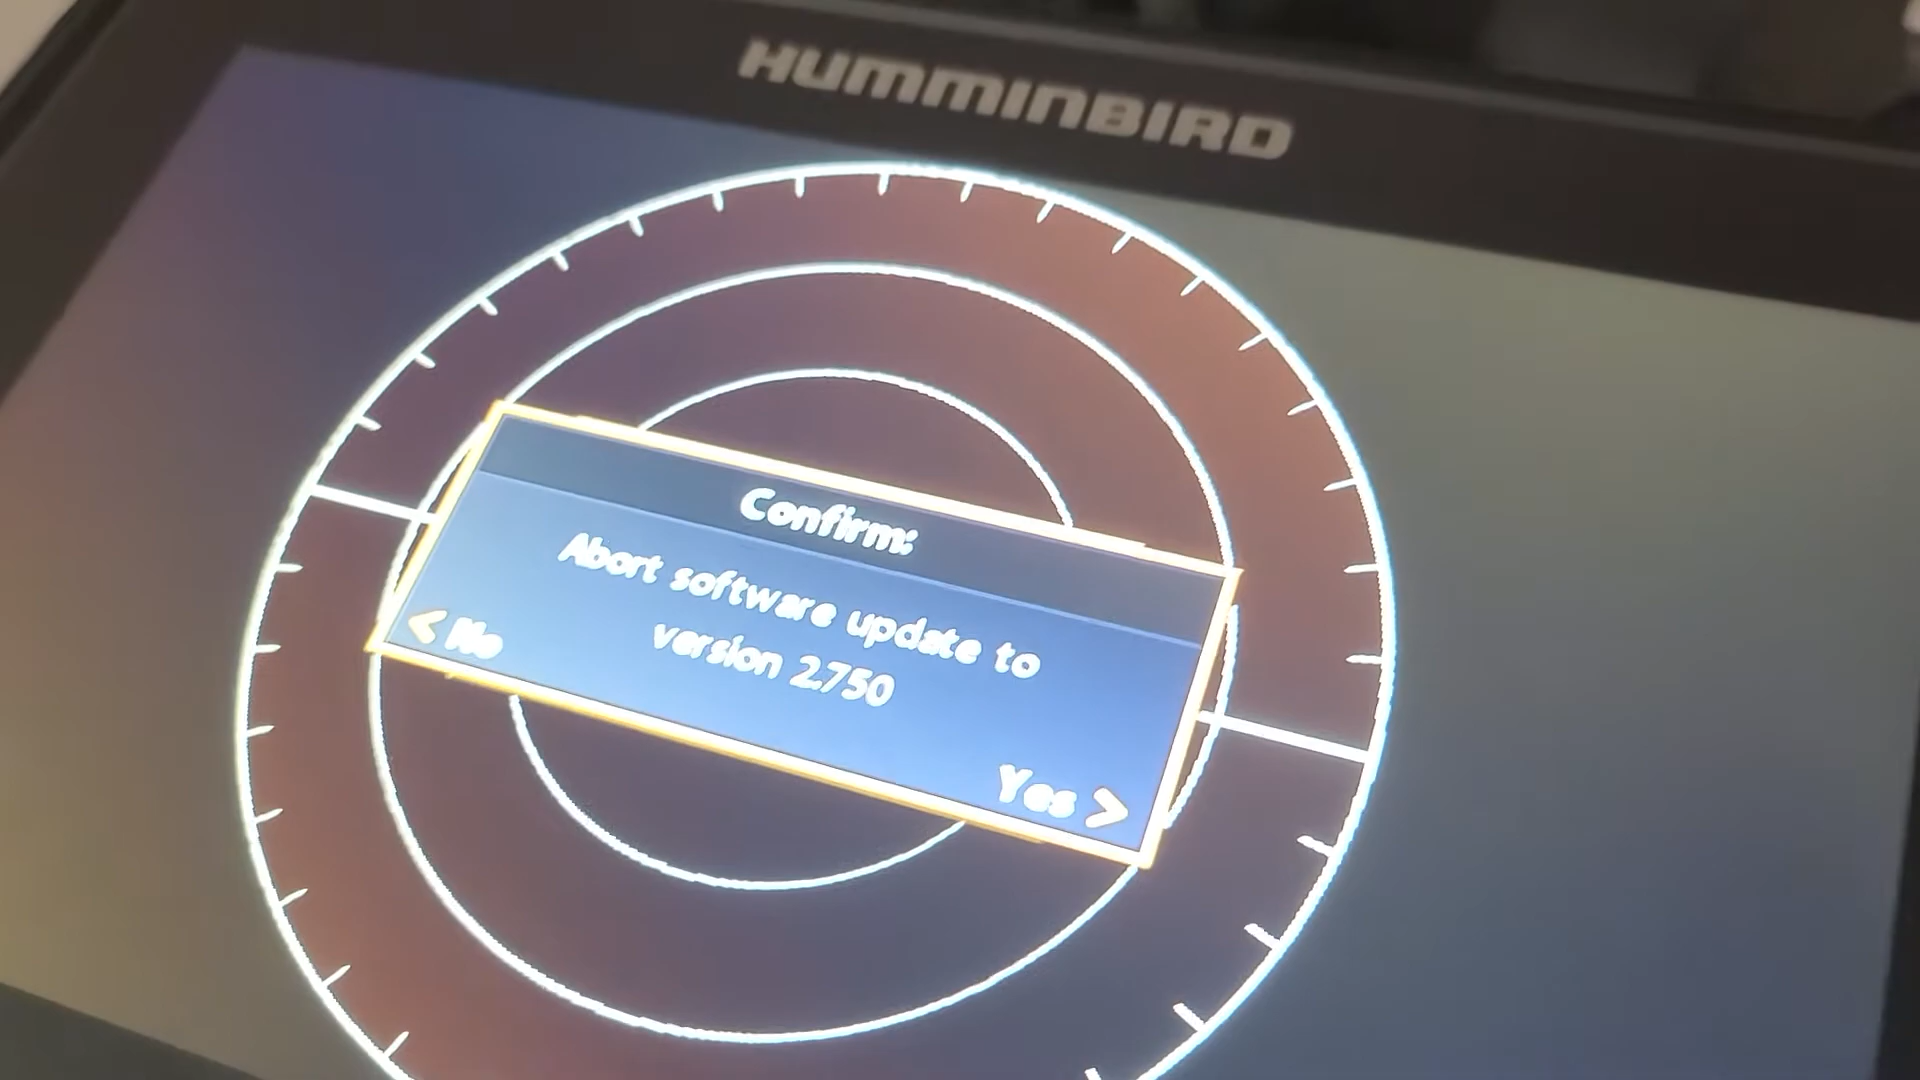 HUMMINBIRD
Confirm:
Abort software update to
version 2.750
< No
Yes >